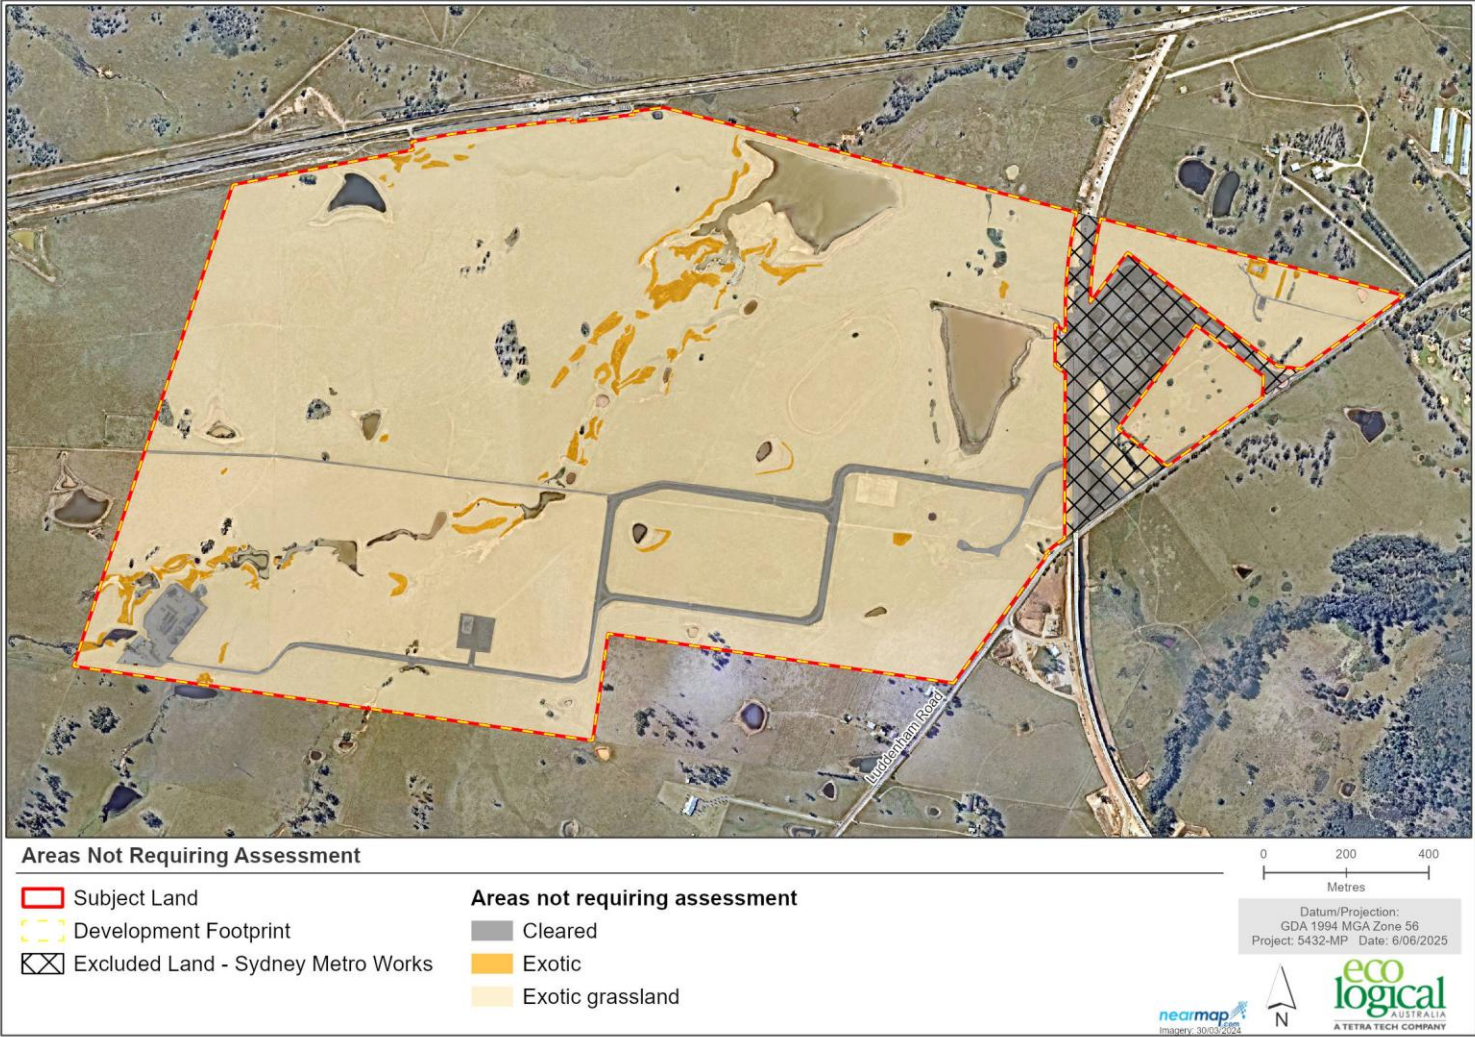 Luddenham Road
Areas Not Requiring Assessment
Subject Land
Development Footprint
Excluded Land - Sydney Metro Works
Areas not requiring assessment
Cleared
Exotic
Exotic grassland
0 200 400
Metres
Datum/Projection:
GDA 1994 MGA Zone 56
Project: 5432-MP Date: 6/06/2025
nearmap
.com
Imagery: 30/03/2024
N
eco
logical
AUSTRALIA
A TETRA TECH COMPANY